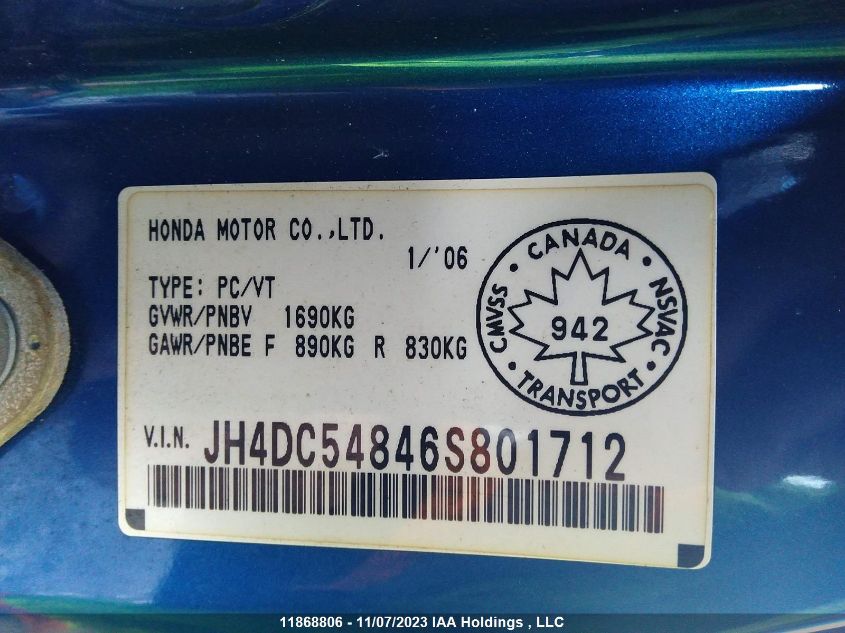 HONDA MOTOR CO.,LTD.
1/'06
TYPE: PC/VT
GVWR/PNBV 1690KG
GAWR/PNBE F 890KG R 830KG
CANADA
CMVSS
942
NSVAC
TRANSPORT
V.I.N. JH4DC54846S801712
11868806 - 11/07/2023 IAA Holdings , LLC